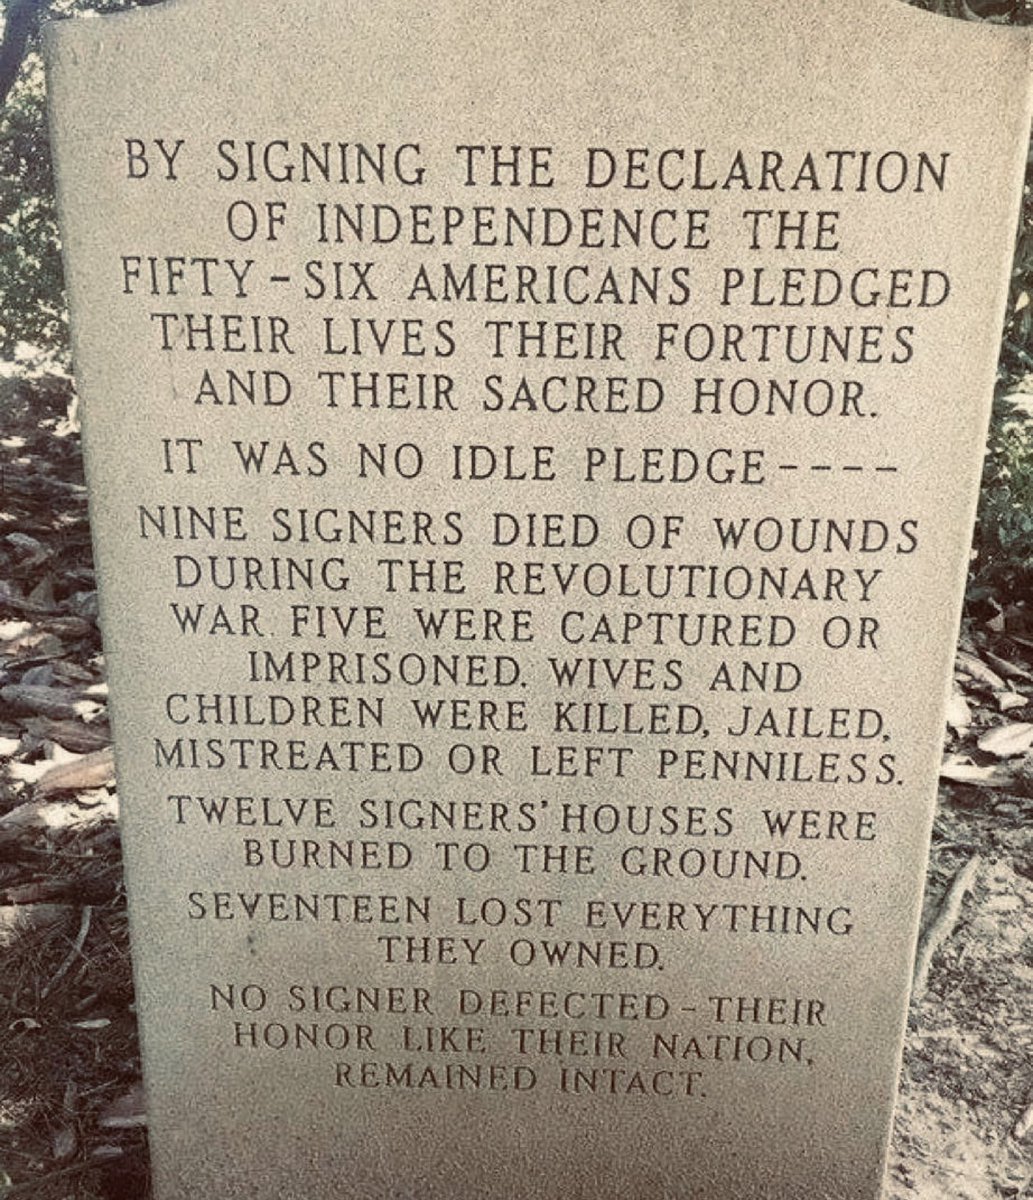 BY SIGNING THE DECLARATION
OF INDEPENDENCE THE
FIFTY-SIX AMERICANS PLEDGED
THEIR LIVES THEIR FORTUNES
AND THEIR SACRED HONOR.
IT WAS NO IDLE PLEDGE----
NINE SIGNERS DIED OF WOUNDS
DURING THE REVOLUTIONARY
WAR. FIVE WERE CAPTURED OR
IMPRISONED. WIVES AND
CHILDREN WERE KILLED, JAILED,
MISTREATED OR LEFT PENNILESS.
TWELVE SIGNERS' HOUSES WERE
BURNED TO THE GROUND.
SEVENTEEN LOST EVERYTHING
THEY OWNED.
NO SIGNER DEFECTED-THEIR
HONOR LIKE THEIR NATION,
REMAINED INTACT.